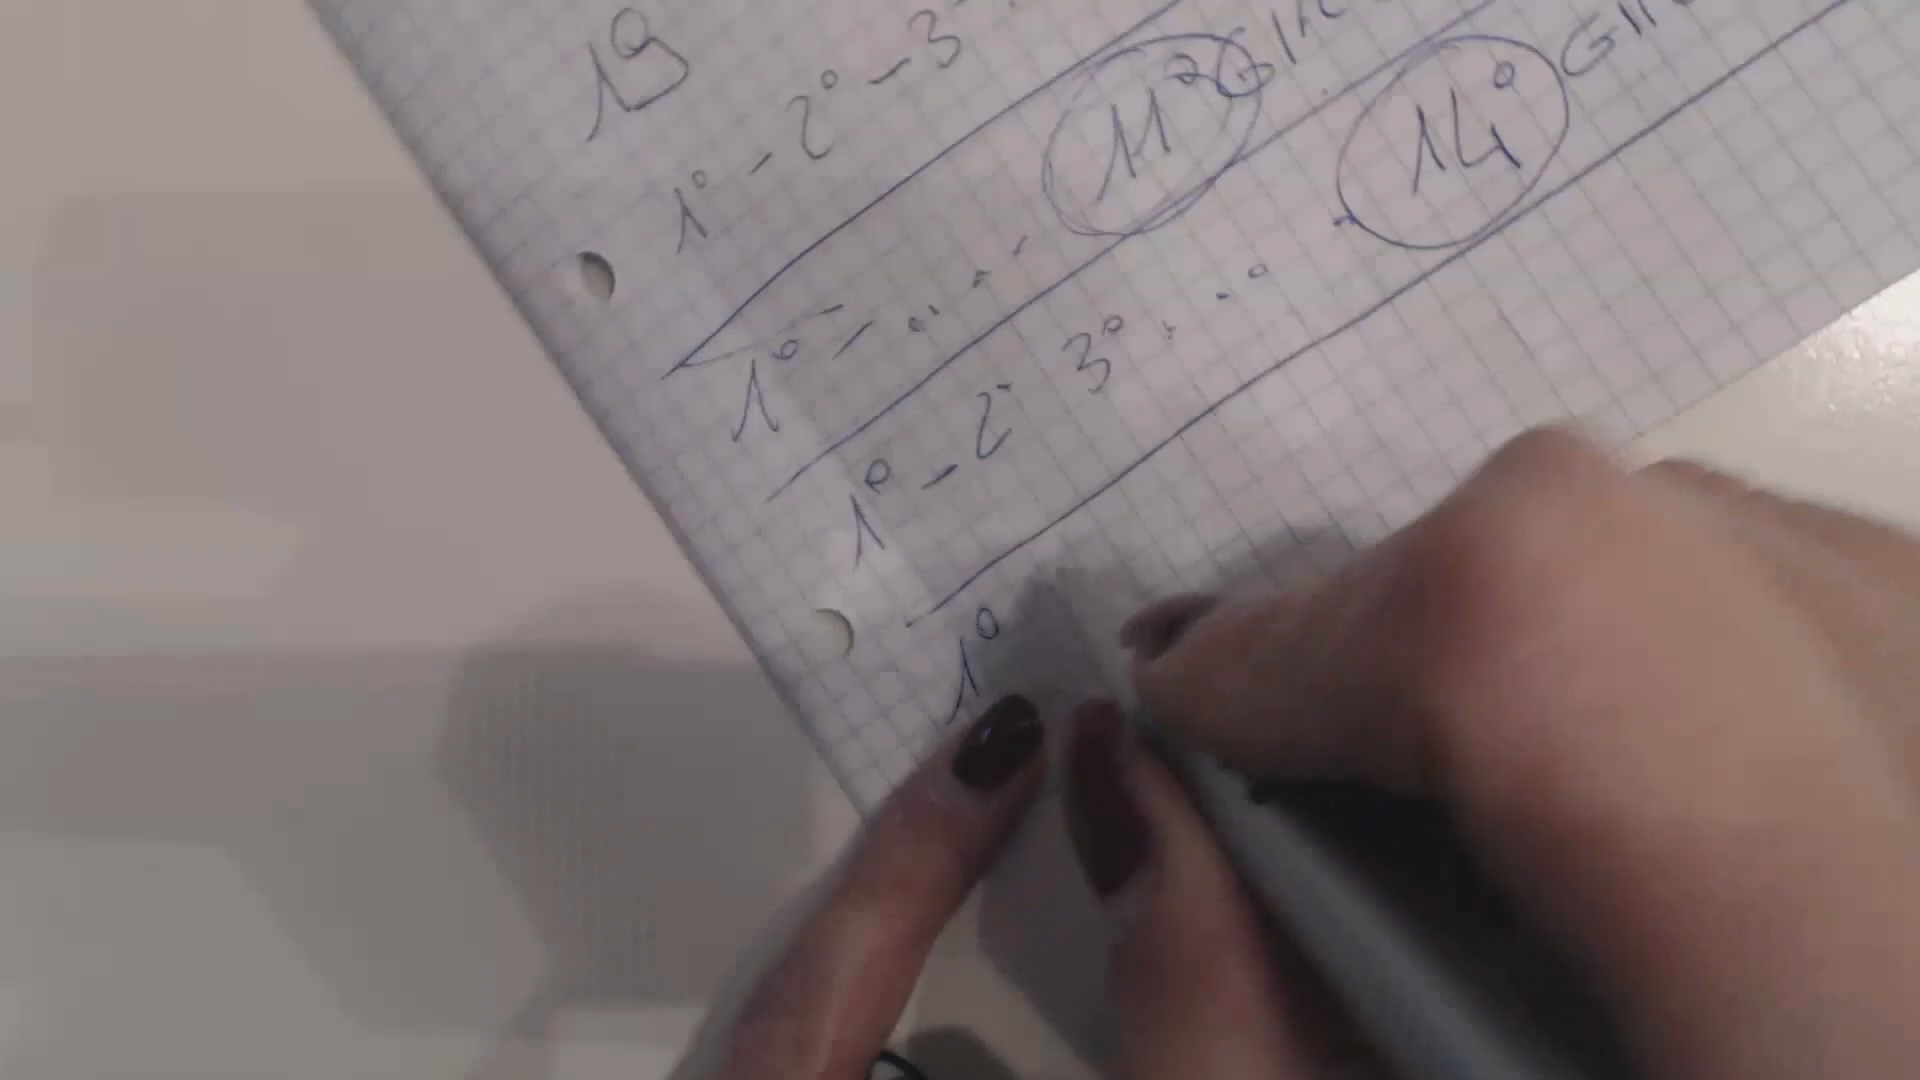 19
1° - 2° - 3°
1° - .. . . 11°
1° - 2° 3° . . . 14°
1°